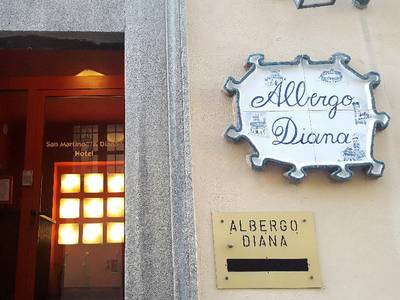 San Martino & Diana
Hotel
Albergo
Diana
ALBERGO
DIANA